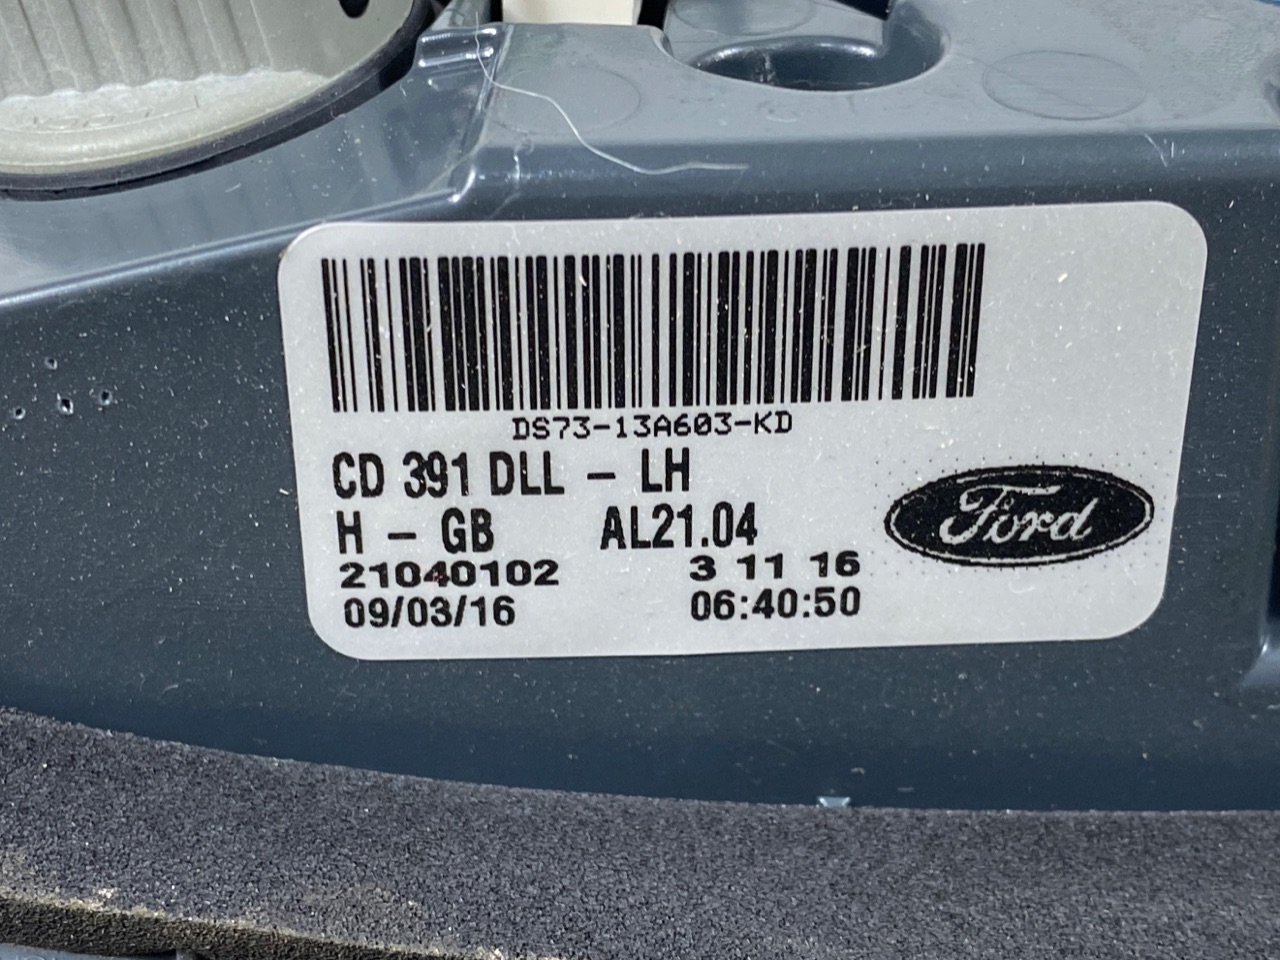 DS73-13A603-KD
CD 391 DLL - LH
H - GB AL21.04
21040102 3 11 16
09/03/16 06:40:50
Ford